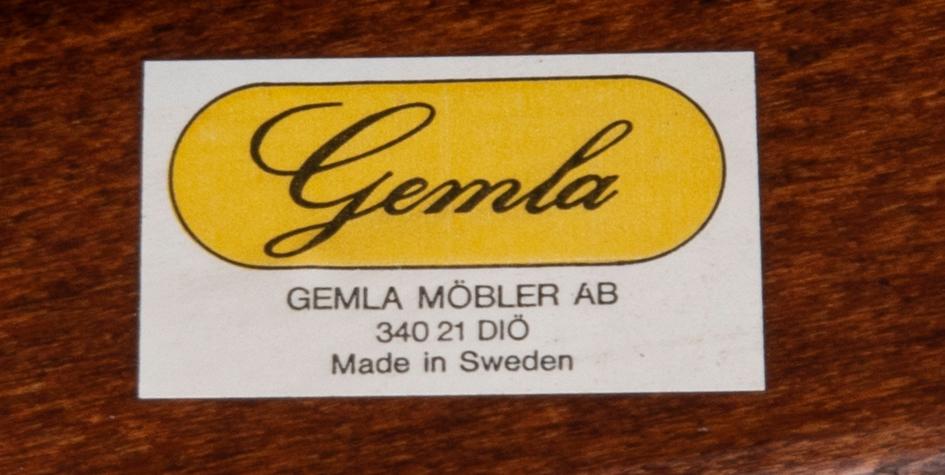 Gemla
GEMLA MÖBLER AB
340 21 DIÖ
Made in Sweden